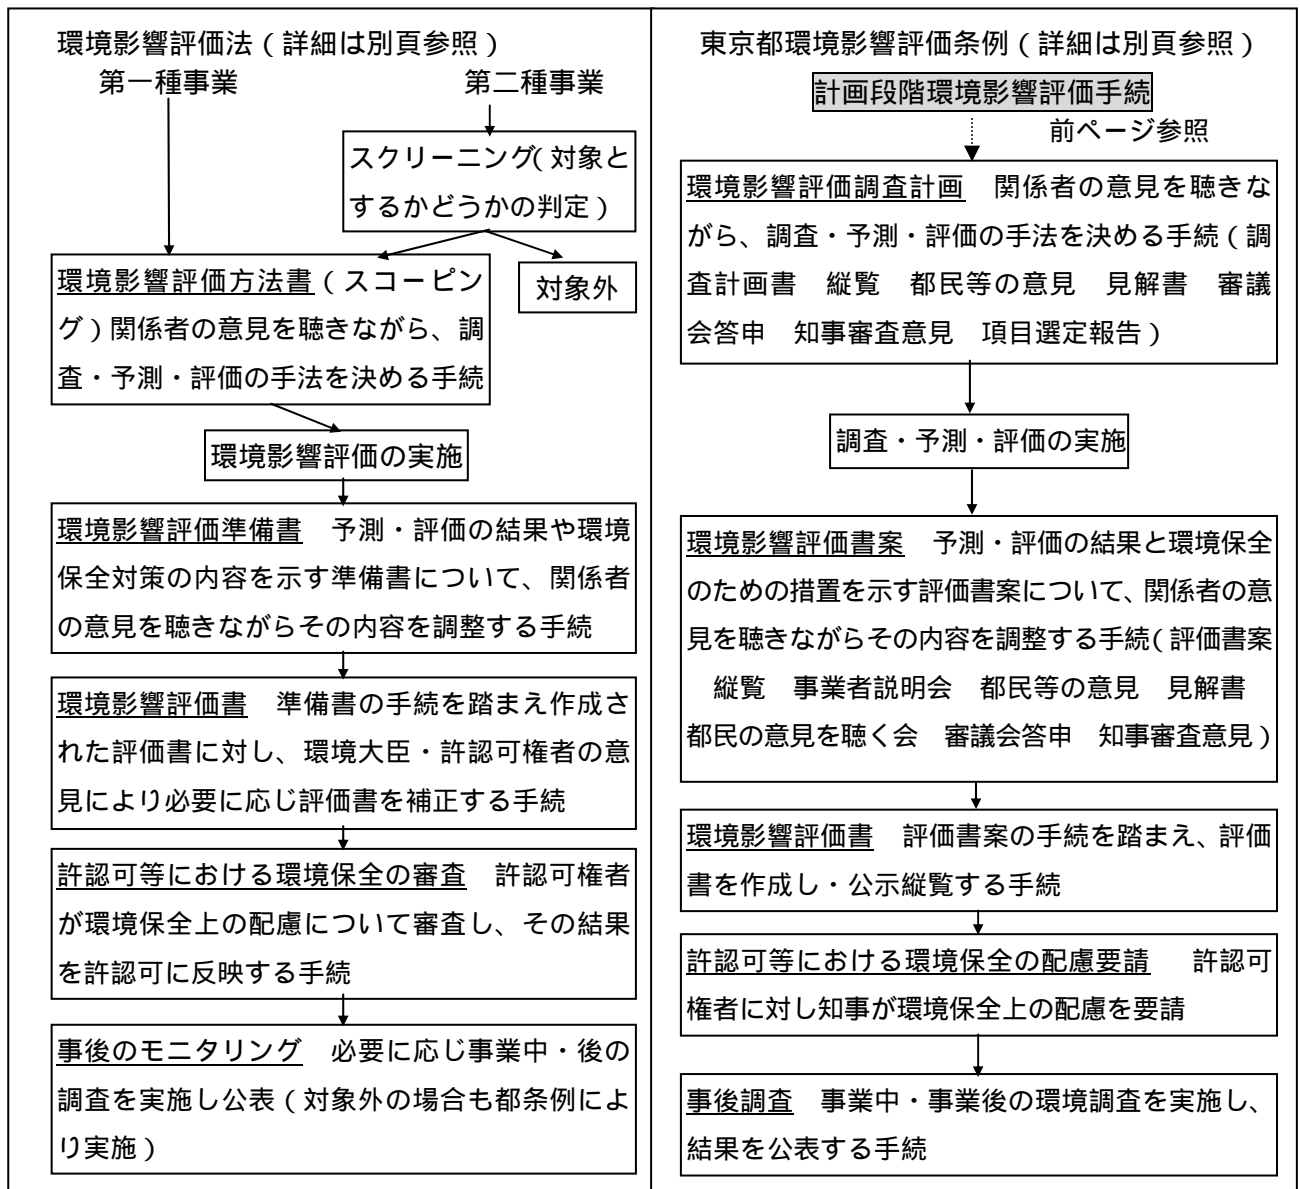 環境影響評価法(詳細は別頁参照)
第一種事業
第二種事業
スクリーニング(対象と
するかどうかの判定)
対象外
環境影響評価方法書(スコーピン
グ)関係者の意見を聴きながら、調
査・予測・評価の手法を決める手続
環境影響評価の実施
環境影響評価準備書 予測・評価の結果や環境
保全対策の内容を示す準備書について、関係者
の意見を聴きながらその内容を調整する手続
環境影響評価書 準備書の手続を踏まえ作成さ
れた評価書に対し、環境大臣・許認可権者の意
見により必要に応じ評価書を補正する手続
許認可等における環境保全の審査 許認可権者
が環境保全上の配慮について審査し、その結果
を許認可に反映する手続
事後のモニタリング 必要に応じ事業中・後の
調査を実施し公表(対象外の場合も都条例によ
り実施)
東京都環境影響評価条例(詳細は別頁参照)
計画段階環境影響評価手続
前ページ参照
環境影響評価調査計画 関係者の意見を聴きな
がら、調査・予測・評価の手法を決める手続(調
査計画書 縦覧 都民等の意見 見解書 審議
会答申 知事審査意見 項目選定報告)
調査・予測・評価の実施
環境影響評価書案 予測・評価の結果と環境保全
のための措置を示す評価書案について、関係者の意
見を聴きながらその内容を調整する手続(評価書案
縦覧 事業者説明会 都民等の意見 見解書
都民の意見を聴く会 審議会答申 知事審査意見)
環境影響評価書 評価書案の手続を踏まえ、評価
書を作成し・公示縦覧する手続
許認可等における環境保全の配慮要請 許認可
権者に対し知事が環境保全上の配慮を要請
事後調査 事業中・事業後の環境調査を実施し、
結果を公表する手続